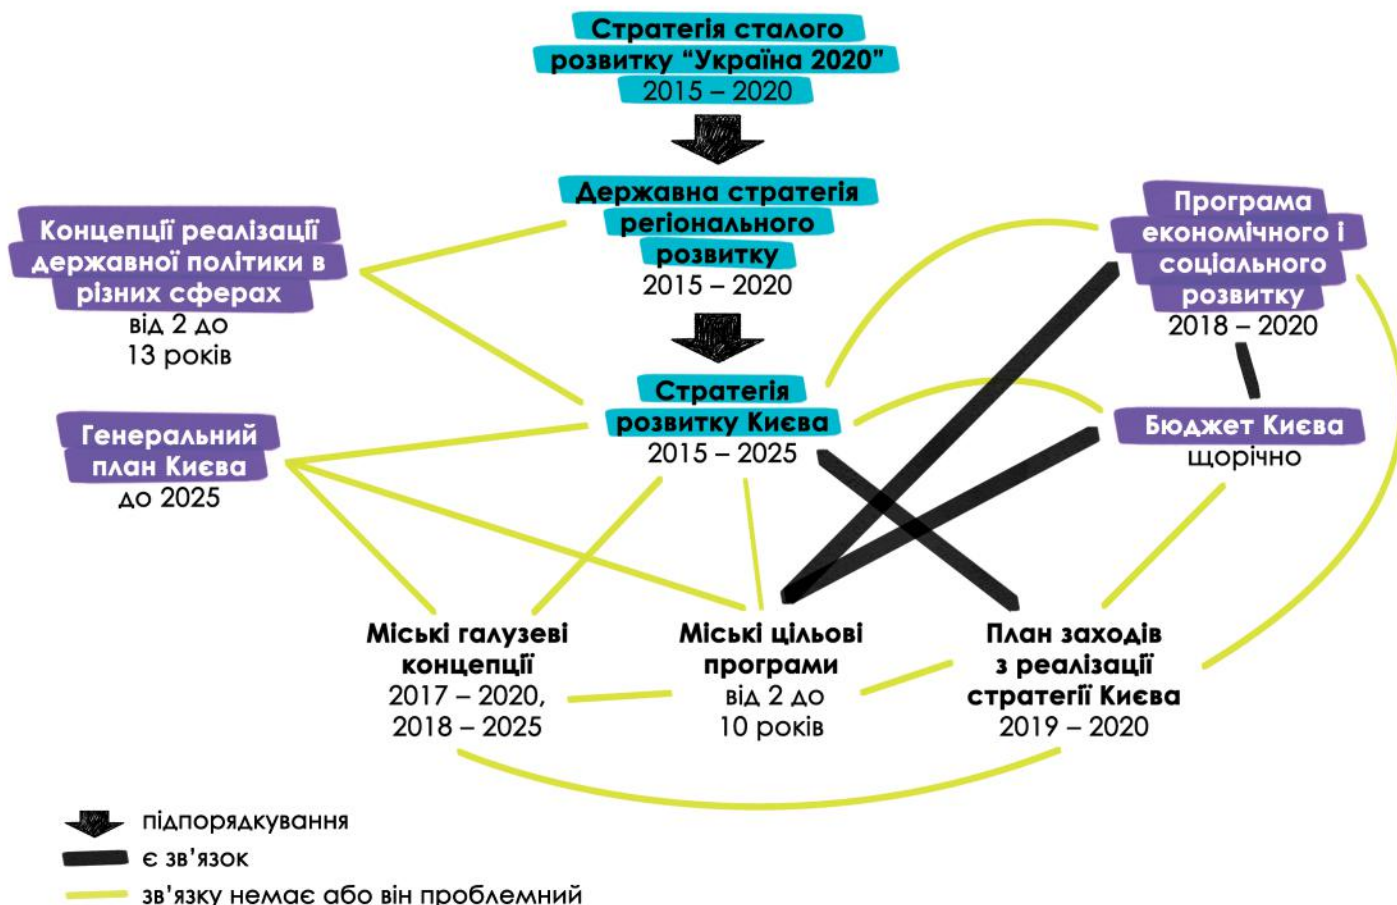 Стратегія сталого
розвитку “Україна 2020”
2015 – 2020
Державна стратегія
регіонального
розвитку
2015 – 2020
Концепції реалізації
державної політики в
різних сферах
від 2 до
13 років
Програма
економічного і
соціального
розвитку
2018 – 2020
Стратегія
розвитку Києва
2015 – 2025
Генеральний
план Києва
до 2025
Бюджет Києва
щорічно
Міські галузеві
концепції
2017 – 2020,
2018 – 2025
Міські цільові
програми
від 2 до
10 років
План заходів
з реалізації
стратегії Києва
2019 – 2020
підпорядкування
є зв’язок
зв’язку немає або він проблемний